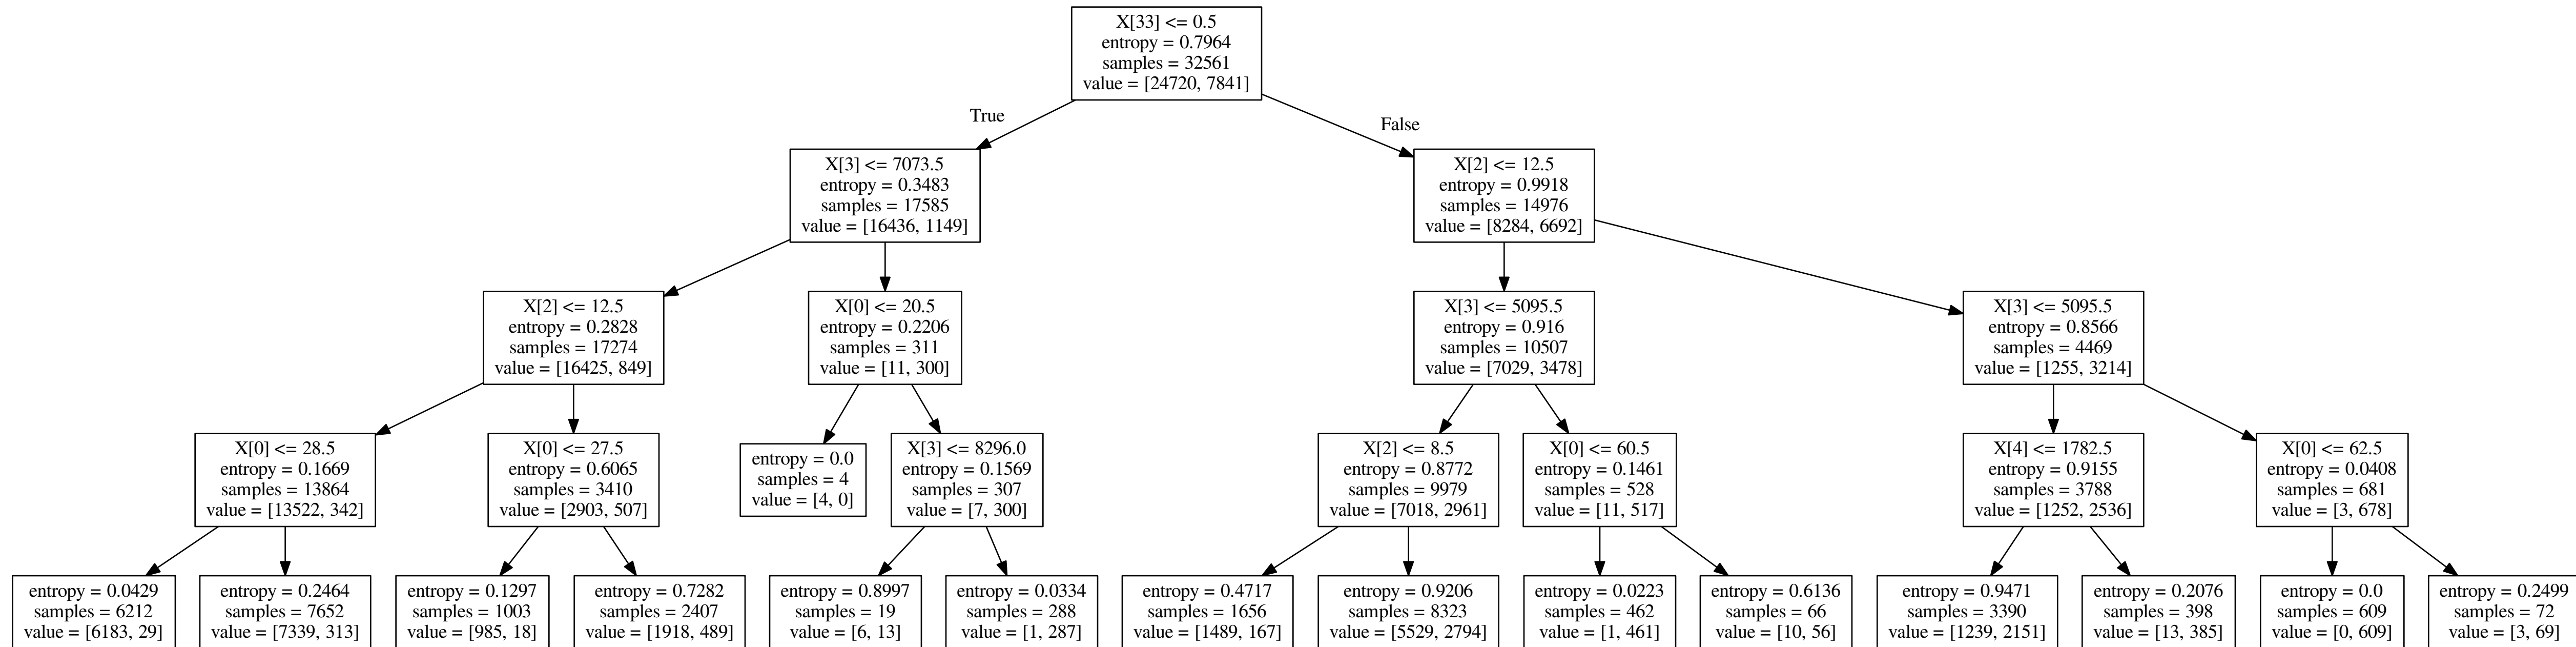 X[33] <= 0.5
entropy = 0.7964
samples = 32561
value = [24720, 7841]
True
False
X[3] <= 7073.5
entropy = 0.3483
samples = 17585
value = [16436, 1149]
X[2] <= 12.5
entropy = 0.9918
samples = 14976
value = [8284, 6692]
X[2] <= 12.5
entropy = 0.2828
samples = 17274
value = [16425, 849]
X[0] <= 20.5
entropy = 0.2206
samples = 311
value = [11, 300]
X[3] <= 5095.5
entropy = 0.916
samples = 10507
value = [7029, 3478]
X[3] <= 5095.5
entropy = 0.8566
samples = 4469
value = [1255, 3214]
X[0] <= 28.5
entropy = 0.1669
samples = 13864
value = [13522, 342]
X[0] <= 27.5
entropy = 0.6065
samples = 3410
value = [2903, 507]
entropy = 0.0
samples = 4
value = [4, 0]
X[3] <= 8296.0
entropy = 0.1569
samples = 307
value = [7, 300]
X[2] <= 8.5
entropy = 0.8772
samples = 9979
value = [7018, 2961]
X[0] <= 60.5
entropy = 0.1461
samples = 528
value = [11, 517]
X[4] <= 1782.5
entropy = 0.9155
samples = 3788
value = [1252, 2536]
X[0] <= 62.5
entropy = 0.0408
samples = 681
value = [3, 678]
entropy = 0.0429
samples = 6212
value = [6183, 29]
entropy = 0.2464
samples = 7652
value = [7339, 313]
entropy = 0.1297
samples = 1003
value = [985, 18]
entropy = 0.7282
samples = 2407
value = [1918, 489]
entropy = 0.8997
samples = 19
value = [6, 13]
entropy = 0.0334
samples = 288
value = [1, 287]
entropy = 0.4717
samples = 1656
value = [1489, 167]
entropy = 0.9206
samples = 8323
value = [5529, 2794]
entropy = 0.0223
samples = 462
value = [1, 461]
entropy = 0.6136
samples = 66
value = [10, 56]
entropy = 0.9471
samples = 3390
value = [1239, 2151]
entropy = 0.2076
samples = 398
value = [13, 385]
entropy = 0.0
samples = 609
value = [0, 609]
entropy = 0.2499
samples = 72
value = [3, 69]